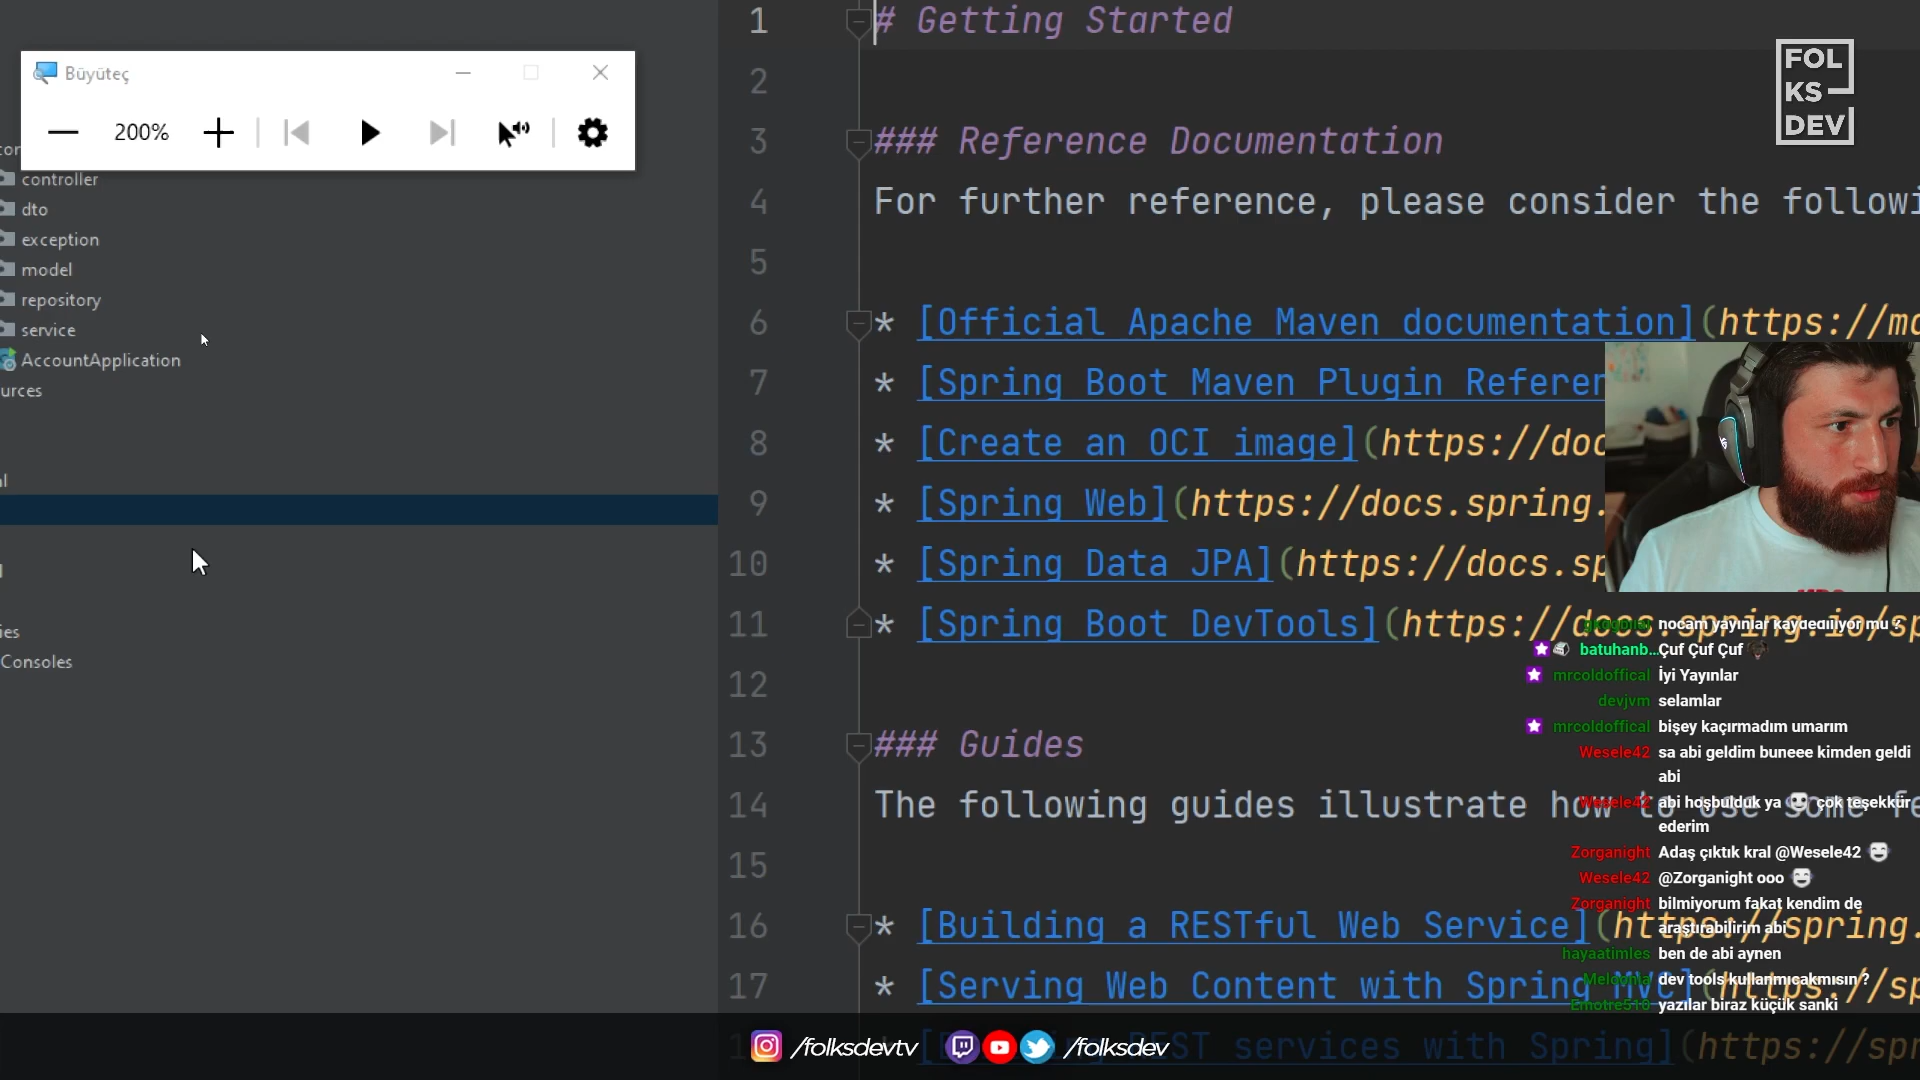 Büyüteç
200%
controller
dto
exception
model
repository
service
AccountApplication
urces
ies
Consoles
1 # Getting Started
2
3 ### Reference Documentation
4 For further reference, please consider the followi
5
6 * [Official Apache Maven documentation](https://ma
7 * [Spring Boot Maven Plugin Referen
8 * [Create an OCI image](https://doc
9 * [Spring Web](https://docs.spring.
10 * [Spring Data JPA](https://docs.sp
11 * [Spring Boot DevTools](https://docs.spring.io/sp
12
13 ### Guides
14 The following guides illustrate how to use some fe
15
16 * [Building a RESTful Web Service](https://spring.
17 * [Serving Web Content with Spring MVC](https://sp
REST services with Spring](https://spr
FOL
KS
DEV
hocam yayınlar kaydediliyor mu ?
batuhanb... Çuf Çuf Çuf
mrcoldoffical İyi Yayınlar
devjvm selamlar
mrcoldoffical bişey kaçırmadım umarım
Wesele42 sa abi geldim buneee kimden geldi
abi
Wesele42 abi hoşbulduk ya çok teşekkür
ederim
Zorganight Adaş çıktık kral @Wesele42
Wesele42 @Zorganight ooo
Zorganight bilmiyorum fakat kendim de
araştırabilirim abi
hayaatimles ben de abi aynen
dev tools kullanmıcakmısın ?
Emotre510 yazılar biraz küçük sanki
/folksdevtv
/folksdev